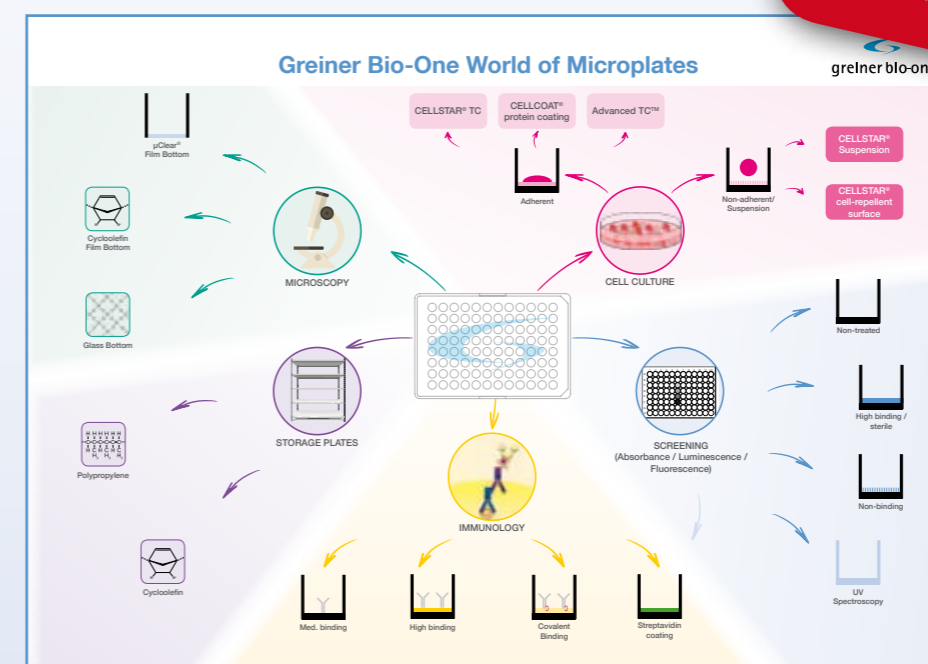 Greiner Bio-One World of Microplates
greiner bio-on
CELLSTAR® TC
CELLCOAT®
protein coating
Advanced TC™
µClear®
Film Bottom
CELLSTAR®
Suspension
Adherent
Non-adherent/
Suspension
CELLSTAR®
cell-repellent
surface
Cycloolefin
Film Bottom
MICROSCOPY
CELL CULTURE
Glass Bottom
Non-treated
STORAGE PLATES
High binding /
sterile
SCREENING
(Absorbance / Luminescence /
Fluorescence)
Polypropylene
Non-binding
IMMUNOLOGY
Cycloolefin
UV
Spectroscopy
Med. binding
High binding
Covalent
Binding
Streptavidin
coating